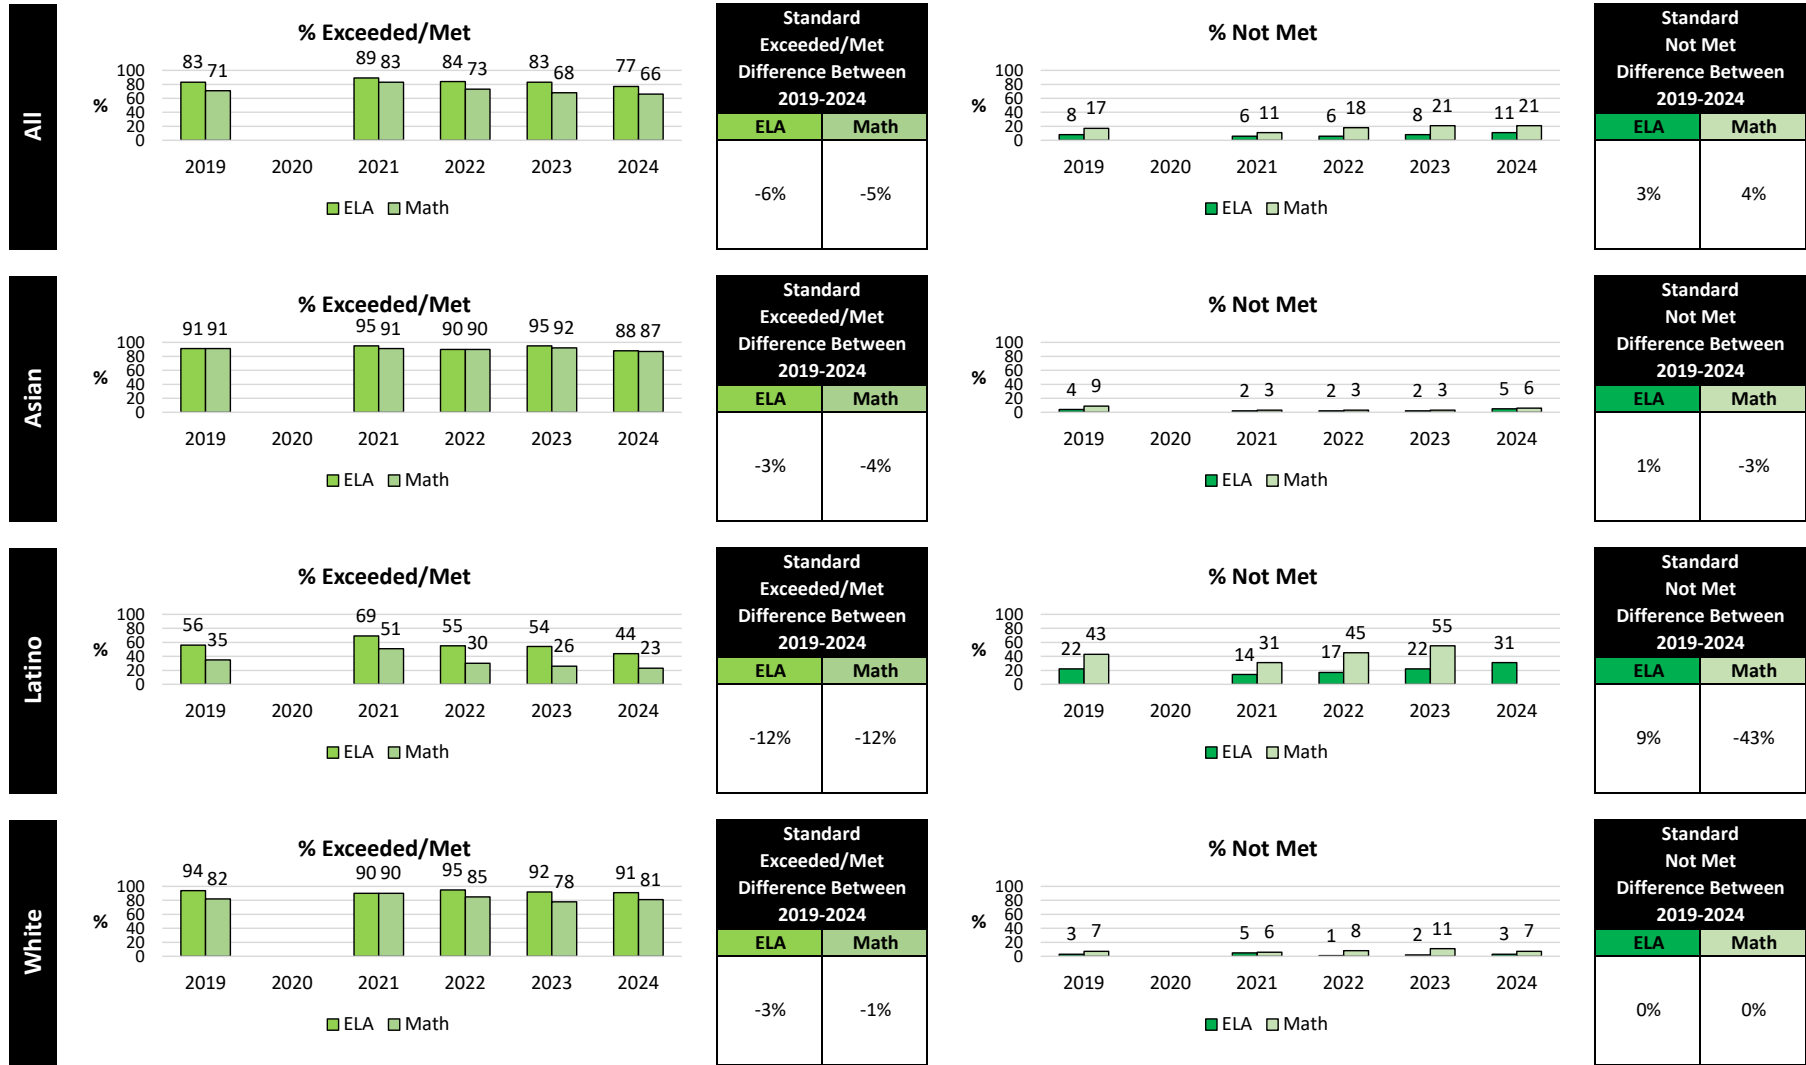 All
% Exceeded/Met
83 71 89 83 84 73 83 68 77 66
100
80
60
40
20
0
%
2019 2020 2021 2022 2023 2024
ELA Math
Standard
Exceeded/Met
Difference Between
2019-2024
ELA Math
-6% -5%
% Not Met
8 17 6 11 6 18 8 21 11 21
100
80
60
40
20
0
%
2019 2020 2021 2022 2023 2024
ELA Math
Standard
Not Met
Difference Between
2019-2024
ELA Math
3% 4%
Asian
% Exceeded/Met
91 91 95 91 90 90 95 92 88 87
100
80
60
40
20
0
%
2019 2020 2021 2022 2023 2024
ELA Math
Standard
Exceeded/Met
Difference Between
2019-2024
ELA Math
-3% -4%
% Not Met
4 9 2 3 2 3 2 3 5 6
100
80
60
40
20
0
%
2019 2020 2021 2022 2023 2024
ELA Math
Standard
Not Met
Difference Between
2019-2024
ELA Math
1% -3%
Latino
% Exceeded/Met
56 35 69 51 55 30 54 26 44 23
100
80
60
40
20
0
%
2019 2020 2021 2022 2023 2024
ELA Math
Standard
Exceeded/Met
Difference Between
2019-2024
ELA Math
-12% -12%
% Not Met
22 43 14 31 17 45 22 55 31
100
80
60
40
20
0
%
2019 2020 2021 2022 2023 2024
ELA Math
Standard
Not Met
Difference Between
2019-2024
ELA Math
9% -43%
White
% Exceeded/Met
94 82 90 90 95 85 92 78 91 81
100
80
60
40
20
0
%
2019 2020 2021 2022 2023 2024
ELA Math
Standard
Exceeded/Met
Difference Between
2019-2024
ELA Math
-3% -1%
% Not Met
3 7 5 6 1 8 2 11 3 7
100
80
60
40
20
0
%
2019 2020 2021 2022 2023 2024
ELA Math
Standard
Not Met
Difference Between
2019-2024
ELA Math
0% 0%